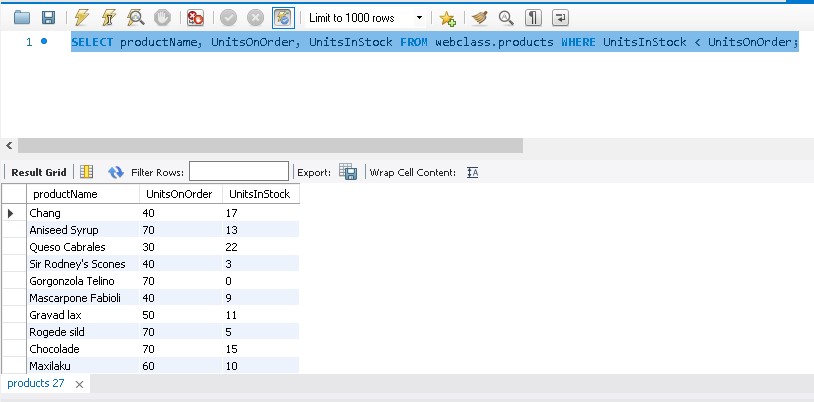 Limit to 1000 rows
1 SELECT productName, UnitsOnOrder, UnitsInStock FROM webclass.products WHERE UnitsInStock < UnitsOnOrder;
Result Grid Filter Rows: Export: Wrap Cell Content:
productName UnitsOnOrder UnitsInStock
Chang 40 17
Aniseed Syrup 70 13
Queso Cabrales 30 22
Sir Rodney's Scones 40 3
Gorgonzola Telino 70 0
Mascarpone Fabioli 40 9
Gravad lax 50 11
Rogede sild 70 5
Chocolade 70 15
Maxilaku 60 10
products 27